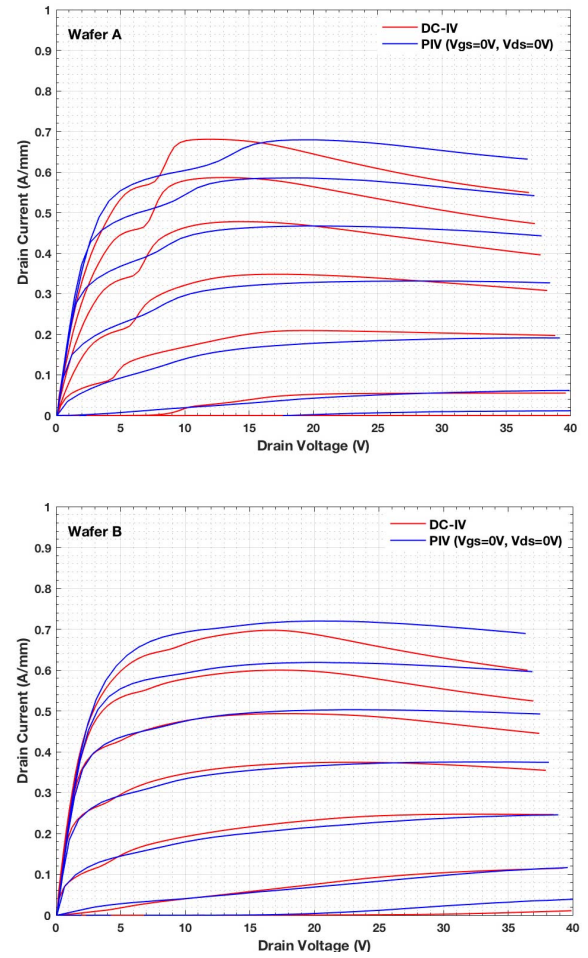 Wafer A
DC-IV
PIV (Vgs=0V, Vds=0V)
Drain Current (A/mm)
1
0.9
0.8
0.7
0.6
0.5
0.4
0.3
0.2
0.1
0
0 5 10 15 20 25 30 35 40
Drain Voltage (V)
Wafer B
DC-IV
PIV (Vgs=0V, Vds=0V)
Drain Current (A/mm)
1
0.9
0.8
0.7
0.6
0.5
0.4
0.3
0.2
0.1
0
0 5 10 15 20 25 30 35 40
Drain Voltage (V)